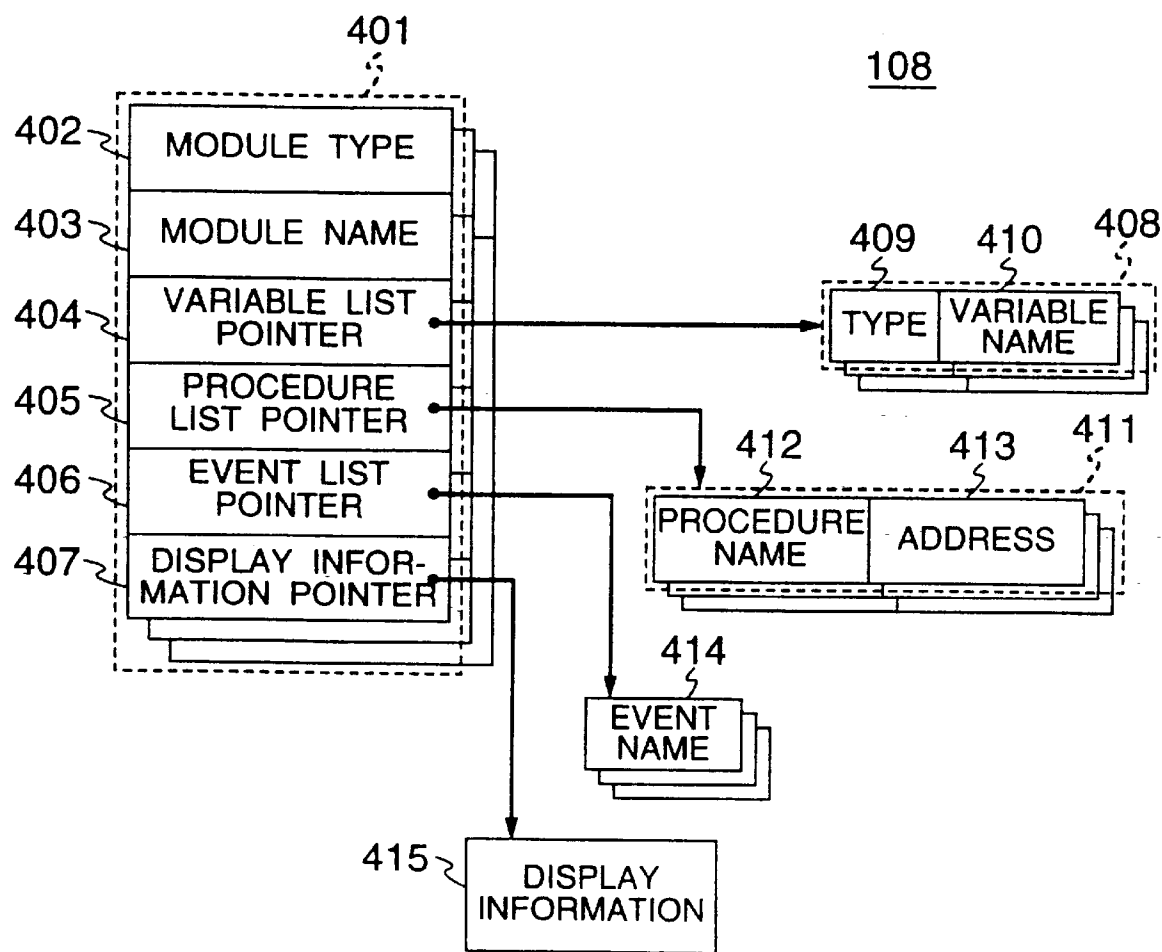 401
108
402
MODULE TYPE
403
MODULE NAME
404
VARIABLE LIST
POINTER
409
410
408
TYPE
VARIABLE
NAME
405
PROCEDURE
LIST POINTER
412
413
411
PROCEDURE
NAME
ADDRESS
406
EVENT LIST
POINTER
407
DISPLAY INFOR-
MATION POINTER
414
EVENT
NAME
415
DISPLAY
INFORMATION